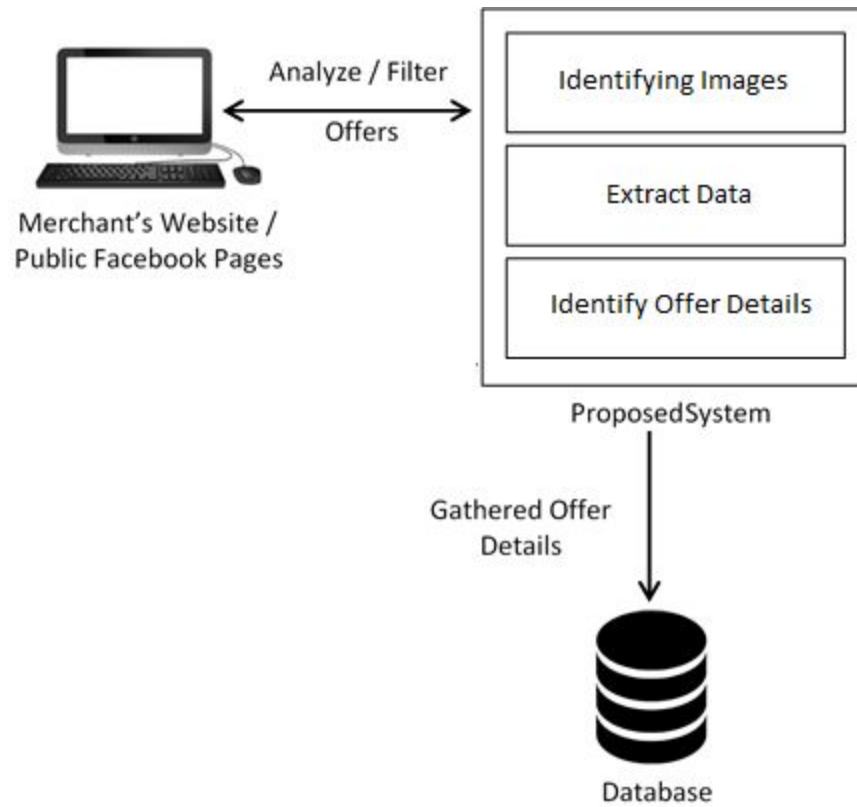 Analyze / Filter
Offers
Merchant's Website /
Public Facebook Pages
Identifying Images
Extract Data
Identify Offer Details
ProposedSystem
Gathered Offer
Details
Database